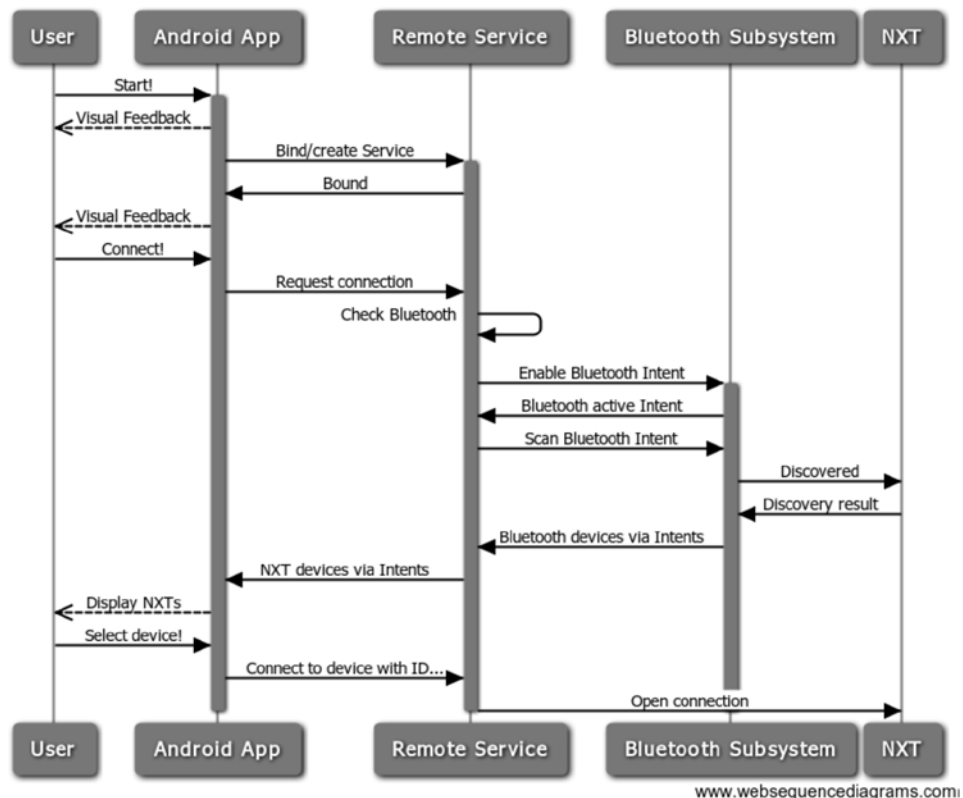 User Android App Remote Service Bluetooth Subsystem NXT
Start!
Visual Feedback
Bind/create Service
Bound
Visual Feedback
Connect!
Request connection
Check Bluetooth
Enable Bluetooth Intent
Bluetooth active Intent
Scan Bluetooth Intent
Discovered
Discovery result
Bluetooth devices via Intents
NXT devices via Intents
Display NXTs
Select device!
Connect to device with ID...
Open connection
User Android App Remote Service Bluetooth Subsystem NXT
www.websequencediagrams.com